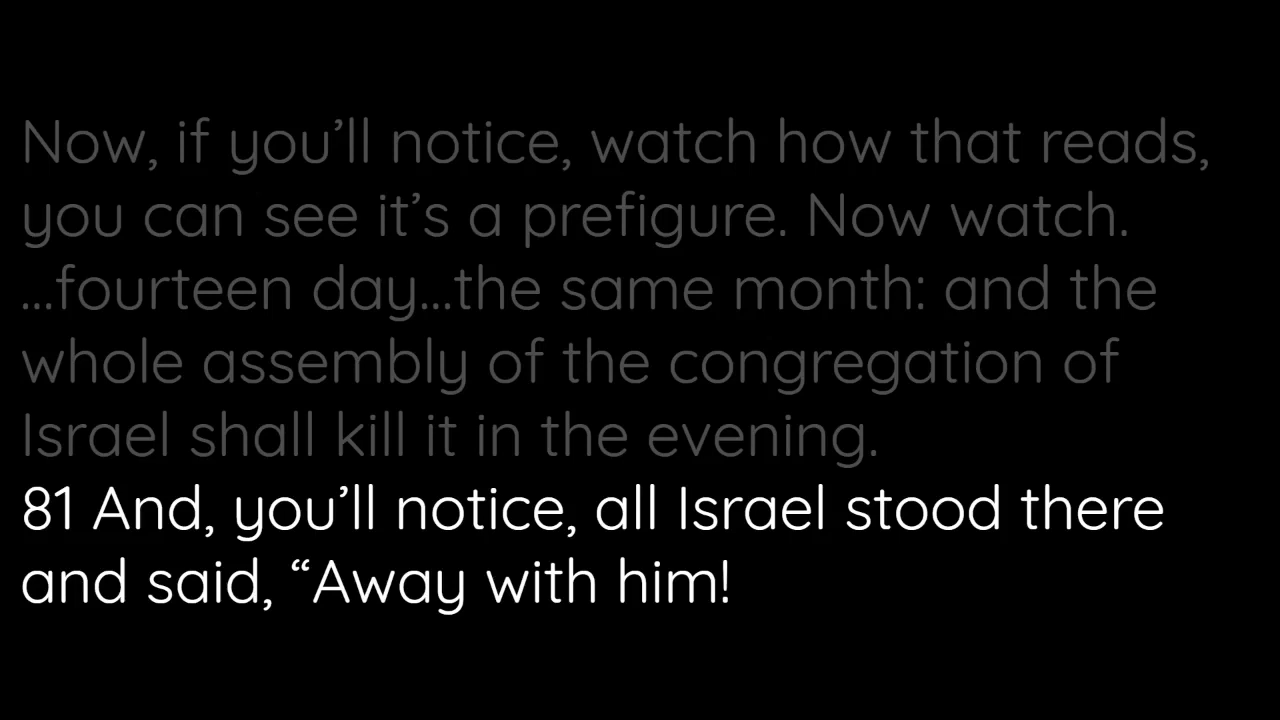 Now, if you’ll notice, watch how that reads,
you can see it’s a prefigure. Now watch.
...fourteen day...the same month: and the
whole assembly of the congregation of
Israel shall kill it in the evening.
81 And, you’ll notice, all Israel stood there
and said, “Away with him!